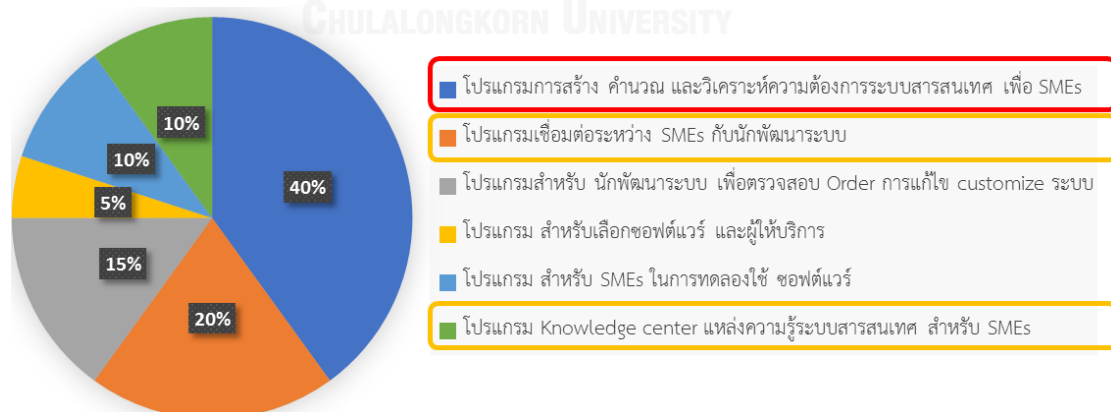 CHULALONGKORN UNIVERSITY
10%
10%
5%
15%
20%
40%
โปรแกรมการสร้าง คำนวณ และวิเคราะห์ความต้องการระบบสารสนเทศ เพื่อ SMEs
โปรแกรมเชื่อมต่อระหว่าง SMEs กับนักพัฒนาระบบ
โปรแกรมสำหรับ นักพัฒนาระบบ เพื่อตรวจสอบ Order การแก้ไข customize ระบบ
โปรแกรม สำหรับเลือกซอฟต์แวร์ และผู้ให้บริการ
โปรแกรม สำหรับ SMEs ในการทดลองใช้ ซอฟต์แวร์
โปรแกรม Knowledge center แหล่งความรู้ระบบสารสนเทศ สำหรับ SMEs